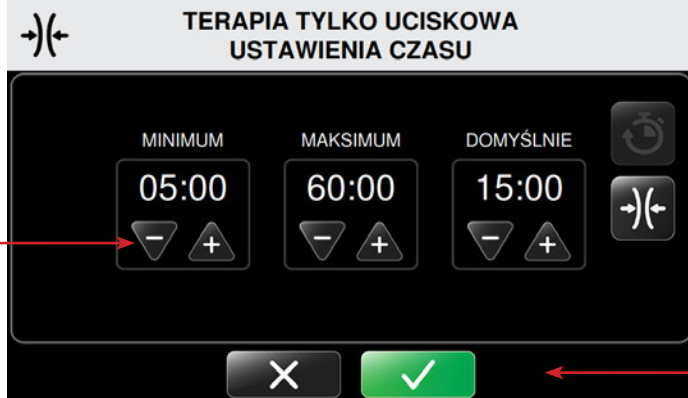 TERAPIA TYLKO UCISKOWA
USTAWIENIA CZASU
MINIMUM MAKSIMUM DOMYŚLNIE
05:00 60:00 15:00
- + - + - +